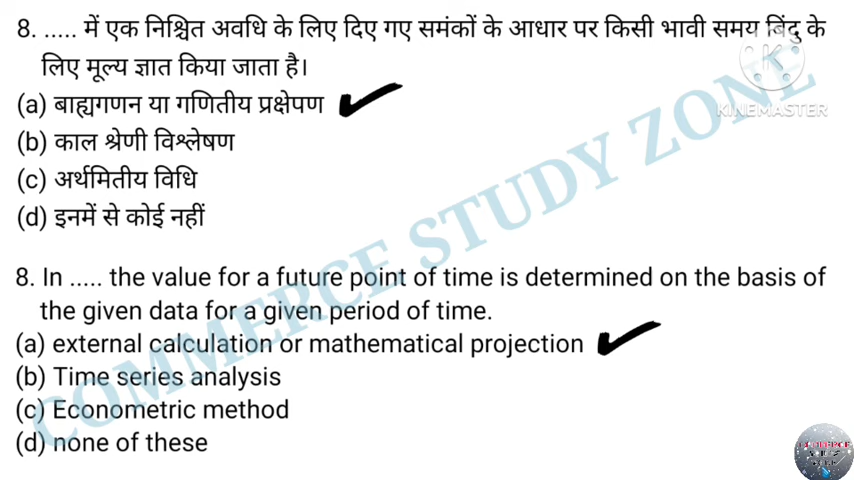 8. ..... में एक निश्चित अवधि के लिए दिए गए समंकों के आधार पर किसी भावी समय बिंदु के
लिए मूल्य ज्ञात किया जाता है।
(a) बाह्यगणन या गणितीय प्रक्षेपण
(b) काल श्रेणी विश्लेषण
(c) अर्थमितीय विधि
(d) इनमें से कोई नहीं
8. In ..... the value for a future point of time is determined on the basis of
the given data for a given period of time.
(a) external calculation or mathematical projection
(b) Time series analysis
(c) Econometric method
(d) none of these
COMMERCE STUDY ZONE
K
KINEMASTER